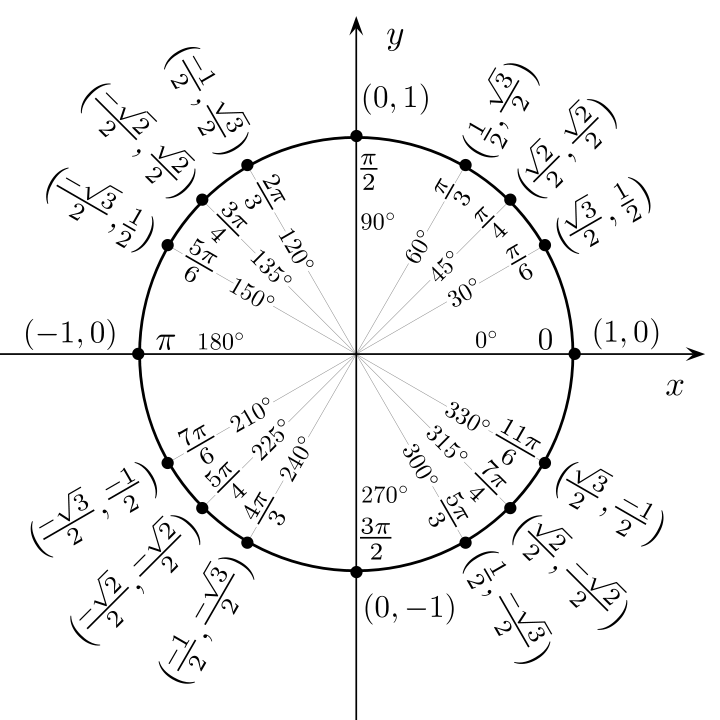 y
(0, 1)
(−1/2, √3/2)
(−√2/2, √2/2)
(−√3/2, 1/2)
(1/2, √3/2)
(√2/2, √2/2)
(√3/2, 1/2)
π/2
90°
2π/3
120°
3π/4
135°
5π/6
150°
π/3
60°
π/4
45°
π/6
30°
(−1, 0)
π
180°
0°
0
(1, 0)
x
7π/6
210°
5π/4
225°
4π/3
240°
330°
11π/6
315°
7π/4
300°
5π/3
270°
3π/2
(−√3/2, −1/2)
(−√2/2, −√2/2)
(−1/2, −√3/2)
(0, −1)
(√3/2, −1/2)
(√2/2, −√2/2)
(1/2, −√3/2)